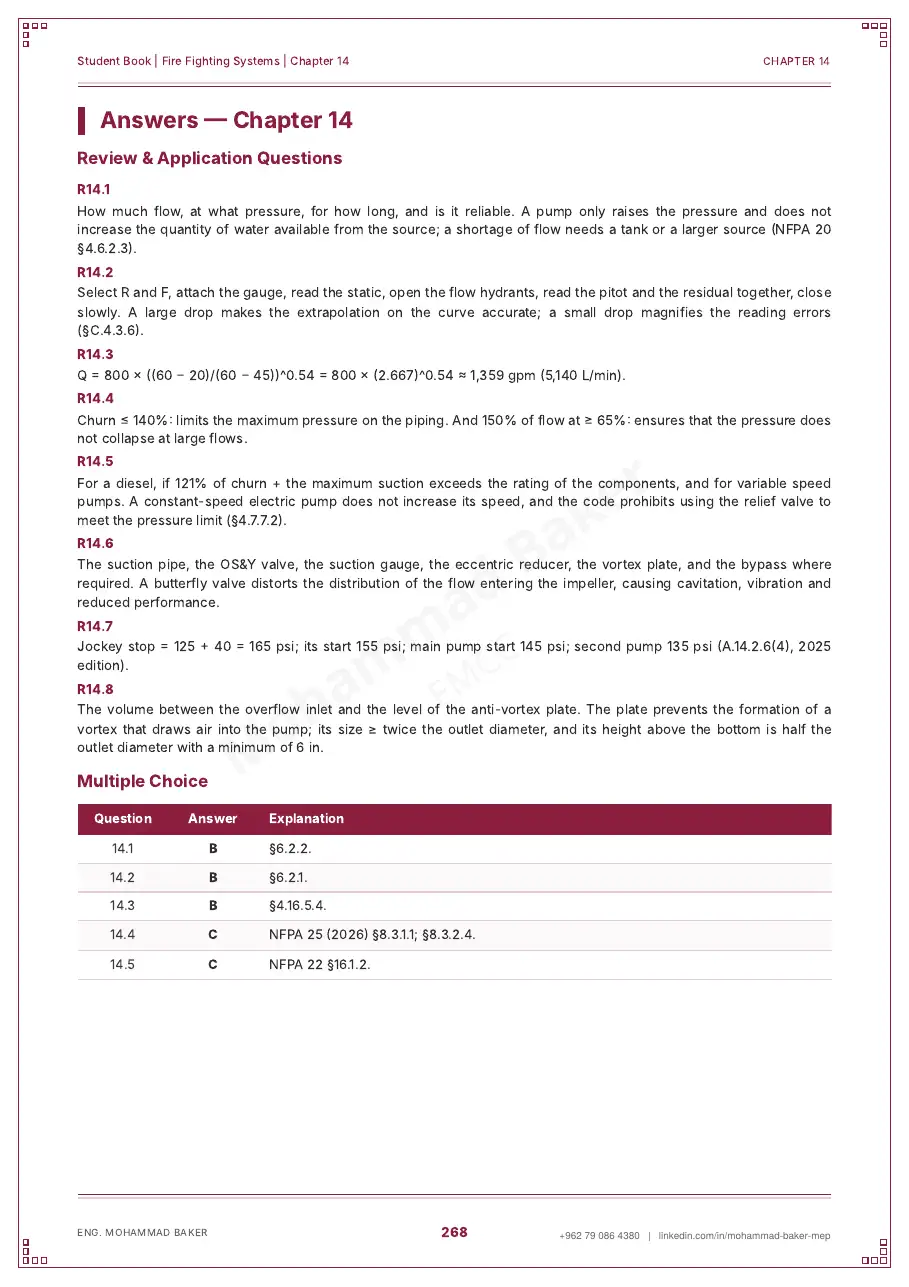 Student Book | Fire Fighting Systems | Chapter 14
CHAPTER 14
Answers — Chapter 14
Review & Application Questions
R14.1
How much flow, at what pressure, for how long, and is it reliable. A pump only raises the pressure and does not
increase the quantity of water available from the source; a shortage of flow needs a tank or a larger source (NFPA 20
§4.6.2.3).
R14.2
Select R and F, attach the gauge, read the static, open the flow hydrants, read the pitot and the residual together, close
slowly. A large drop makes the extrapolation on the curve accurate; a small drop magnifies the reading errors
(§C.4.3.6).
R14.3
Q = 800 × ((60 − 20)/(60 − 45))^0.54 = 800 × (2.667)^0.54 ≈ 1,359 gpm (5,140 L/min).
R14.4
Churn ≤ 140%: limits the maximum pressure on the piping. And 150% of flow at ≥ 65%: ensures that the pressure does
not collapse at large flows.
R14.5
For a diesel, if 121% of churn + the maximum suction exceeds the rating of the components, and for variable speed
pumps. A constant-speed electric pump does not increase its speed, and the code prohibits using the relief valve to
meet the pressure limit (§4.7.7.2).
R14.6
The suction pipe, the OS&Y valve, the suction gauge, the eccentric reducer, the vortex plate, and the bypass where
required. A butterfly valve distorts the distribution of the flow entering the impeller, causing cavitation, vibration and
reduced performance.
R14.7
Jockey stop = 125 + 40 = 165 psi; its start 155 psi; main pump start 145 psi; second pump 135 psi (A.14.2.6(4), 2025
edition).
R14.8
The volume between the overflow inlet and the level of the anti-vortex plate. The plate prevents the formation of a
vortex that draws air into the pump; its size ≥ twice the outlet diameter, and its height above the bottom is half the
outlet diameter with a minimum of 6 in.
Multiple Choice
Question Answer Explanation
14.1 B §6.2.2.
14.2 B §6.2.1.
14.3 B §4.16.5.4.
14.4 C NFPA 25 (2026) §8.3.1.1; §8.3.2.4.
14.5 C NFPA 22 §16.1.2.
ENG. MOHAMMAD BAKER
268
+962 79 086 4380 | linkedin.com/in/mohammad-baker-mep